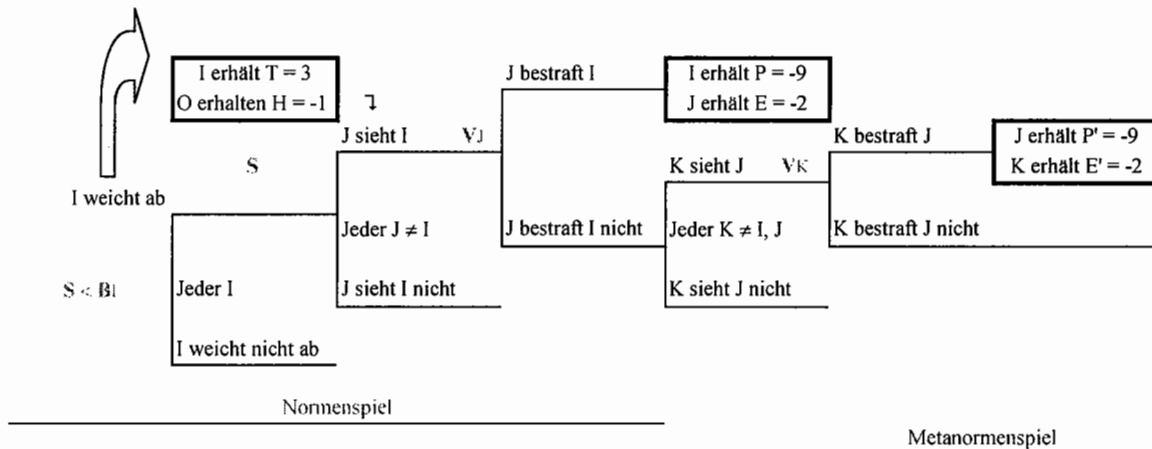 I erhält T = 3
O erhalten H = -1
J bestraft I
I erhält P = -9
J erhält E = -2
J sieht I
VJ
K bestraft J
J erhält P' = -9
K erhält E' = -2
S
K sieht J
VK
I weicht ab
Jeder J ≠ I
J bestraft I nicht
Jeder K ≠ I, J
K bestraft J nicht
S < BI
Jeder I
J sieht I nicht
K sieht J nicht
I weicht nicht ab
Normenspiel
Metanormenspiel